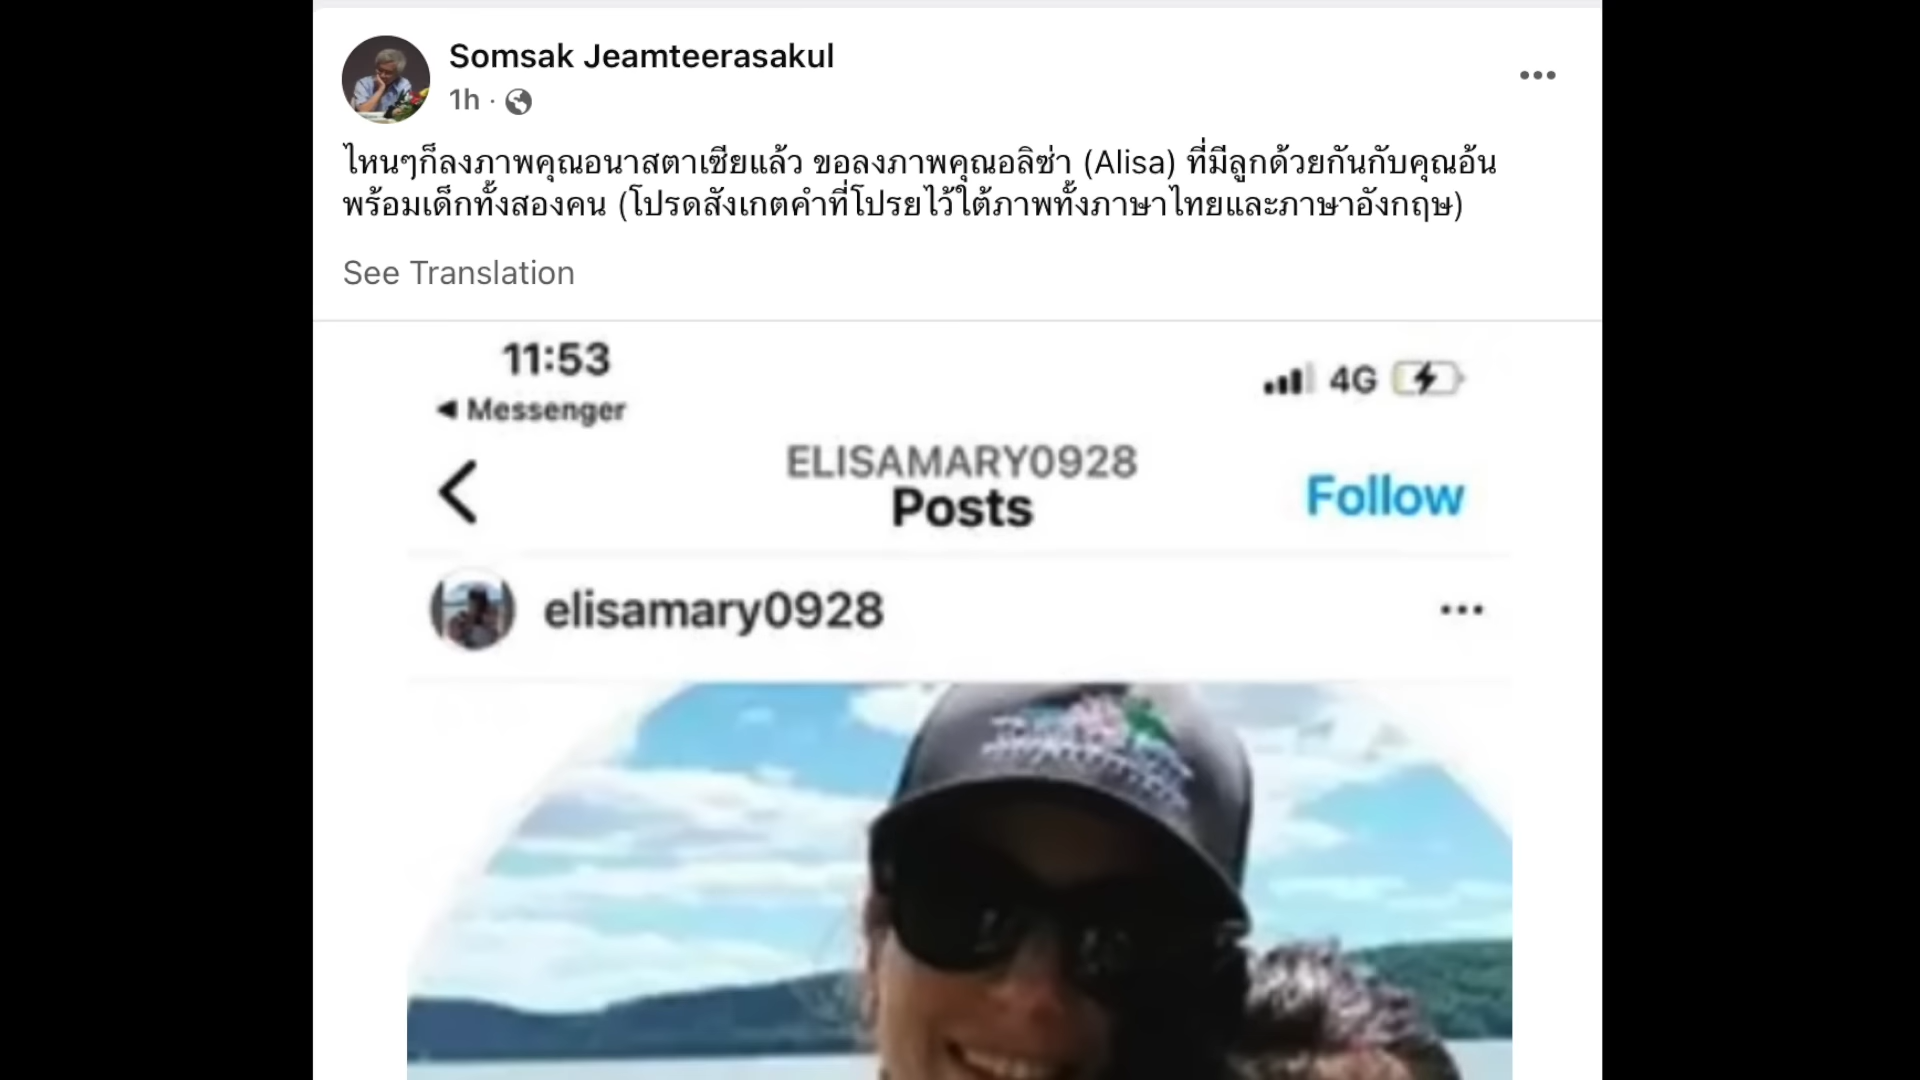 Somsak Jeamteerasakul
1h ·
ไหนๆก็ลงภาพคุณอนาสตาเซียแล้ว ขอลงภาพคุณอลิซ่า (Alisa) ที่มีลูกด้วยกันกับคุณอ้น
พร้อมเด็กทั้งสองคน (โปรดสังเกตคำที่โปรยไว้ใต้ภาพทั้งภาษาไทยและภาษาอังกฤษ)
See Translation
11:53
4G
Messenger
ELISAMARY0928
Posts
Follow
elisamary0928